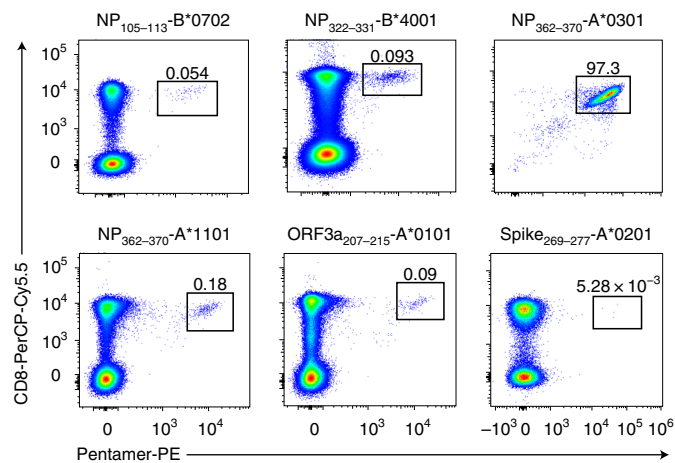 NP105–113-B*0702
NP322–331-B*4001
NP362–370-A*0301
10^5
10^4
10^3
0
0.054
0.093
97.3
NP362–370-A*1101
ORF3a207–215-A*0101
Spike269–277-A*0201
10^5
10^4
10^3
0
0.18
0.09
5.28 × 10^−3
0 10^3 10^4
0 10^3 10^4
−10^3 0 10^3 10^4 10^5 10^6
CD8-PerCP-Cy5.5
Pentamer-PE